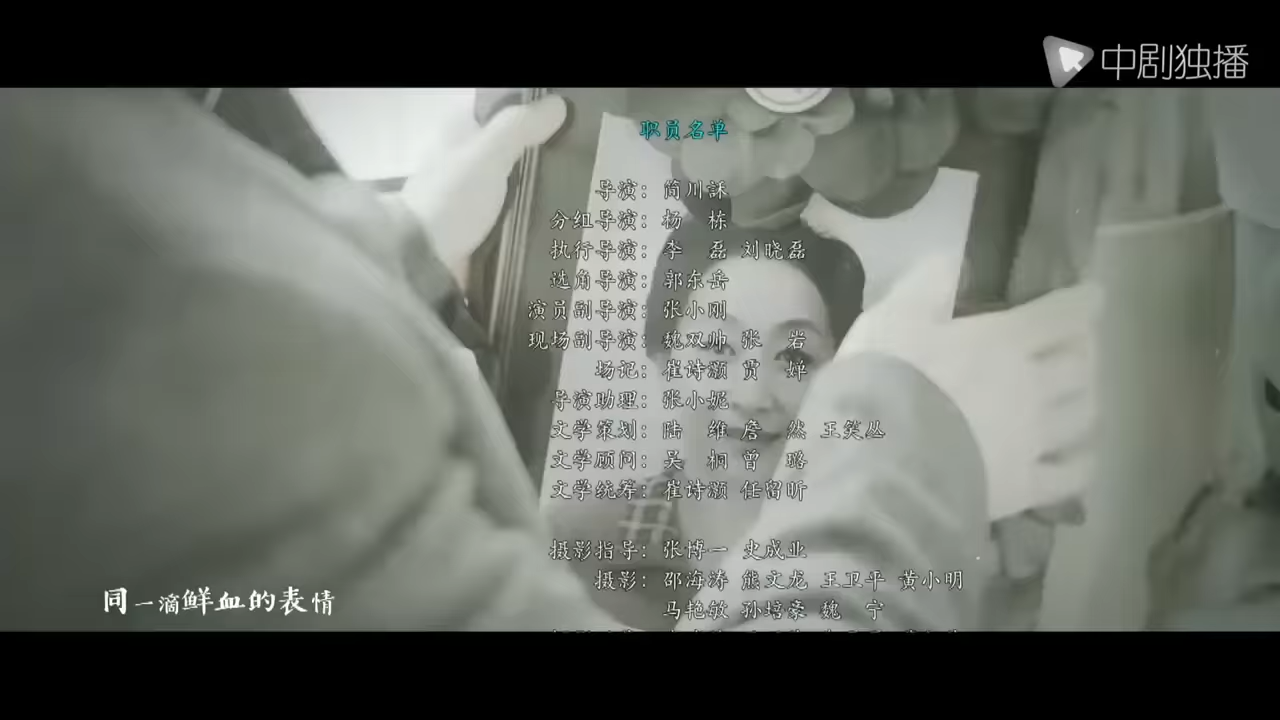 中剧独播
职员名单
导演：简川訸
分组导演：杨 栋
执行导演：李 磊 刘晓磊
选角导演：郭东岳
演员副导演：张小刚
现场副导演：魏双帅 张 岩
场记：崔诗灏 贾 婵
导演助理：张小妮
文学策划：陆 维 詹 然 王笑丛
文学顾问：吴 桐 曾 璐
文学统筹：崔诗灏 任留昕
摄影指导：张博一 史成业
摄影：邵海涛 熊文龙 王卫平 黄小明
马艳敏 孙培豪 魏 宁
同一滴鲜血的表情